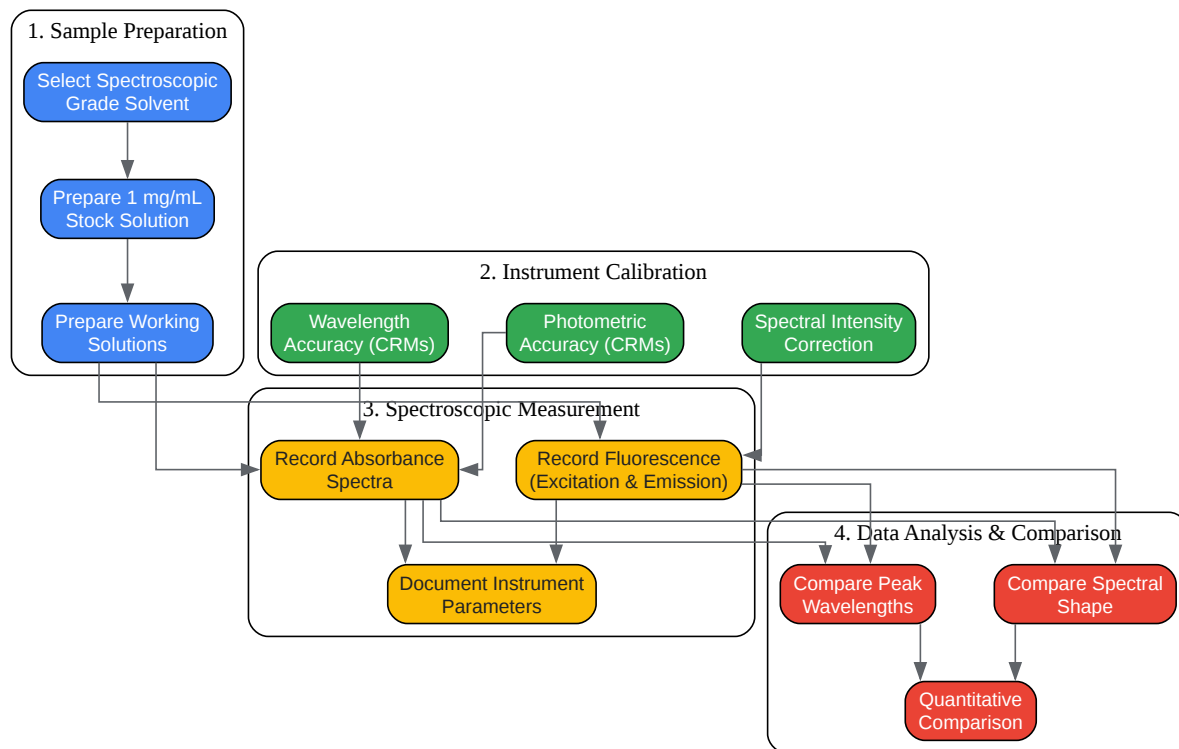 1. Sample Preparation
Select Spectroscopic
Grade Solvent
Prepare 1 mg/mL
Stock Solution
Prepare Working
Solutions
2. Instrument Calibration
Wavelength
Accuracy (CRMs)
Photometric
Accuracy (CRMs)
Spectral Intensity
Correction
3. Spectroscopic Measurement
Record Absorbance
Spectra
Record Fluorescence
(Excitation & Emission)
Document Instrument
Parameters
4. Data Analysis & Comparison
Compare Peak
Wavelengths
Compare Spectral
Shape
Quantitative
Comparison